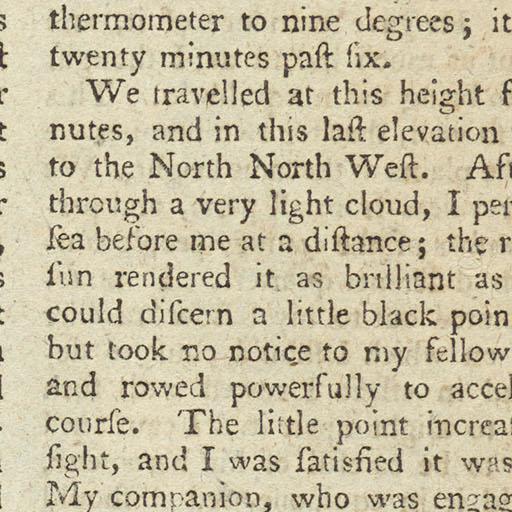 thermometer to nine degrees; it
twenty minutes paſt ſix.
We travelled at this height f
nutes, and in this laſt elevation
to the North North Weſt. Aft
through a very light cloud, I per
ſea before me at a diſtance; the r
ſun rendered it as brilliant as
could diſcern a little black poin
but took no notice to my fellow
and rowed powerfully to accel
courſe. The little point increaſ
ſight, and I was ſatisfied it was
My companion, who was engag